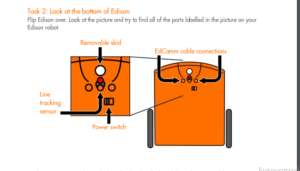 Task 2: Look at the bottom of Edison
Flip Edison over. Look at the picture and try to find all of the parts labelled in the picture on your
Edison robot.
Removable skid
EdComm cable connections
Line
tracking
sensor
Power switch